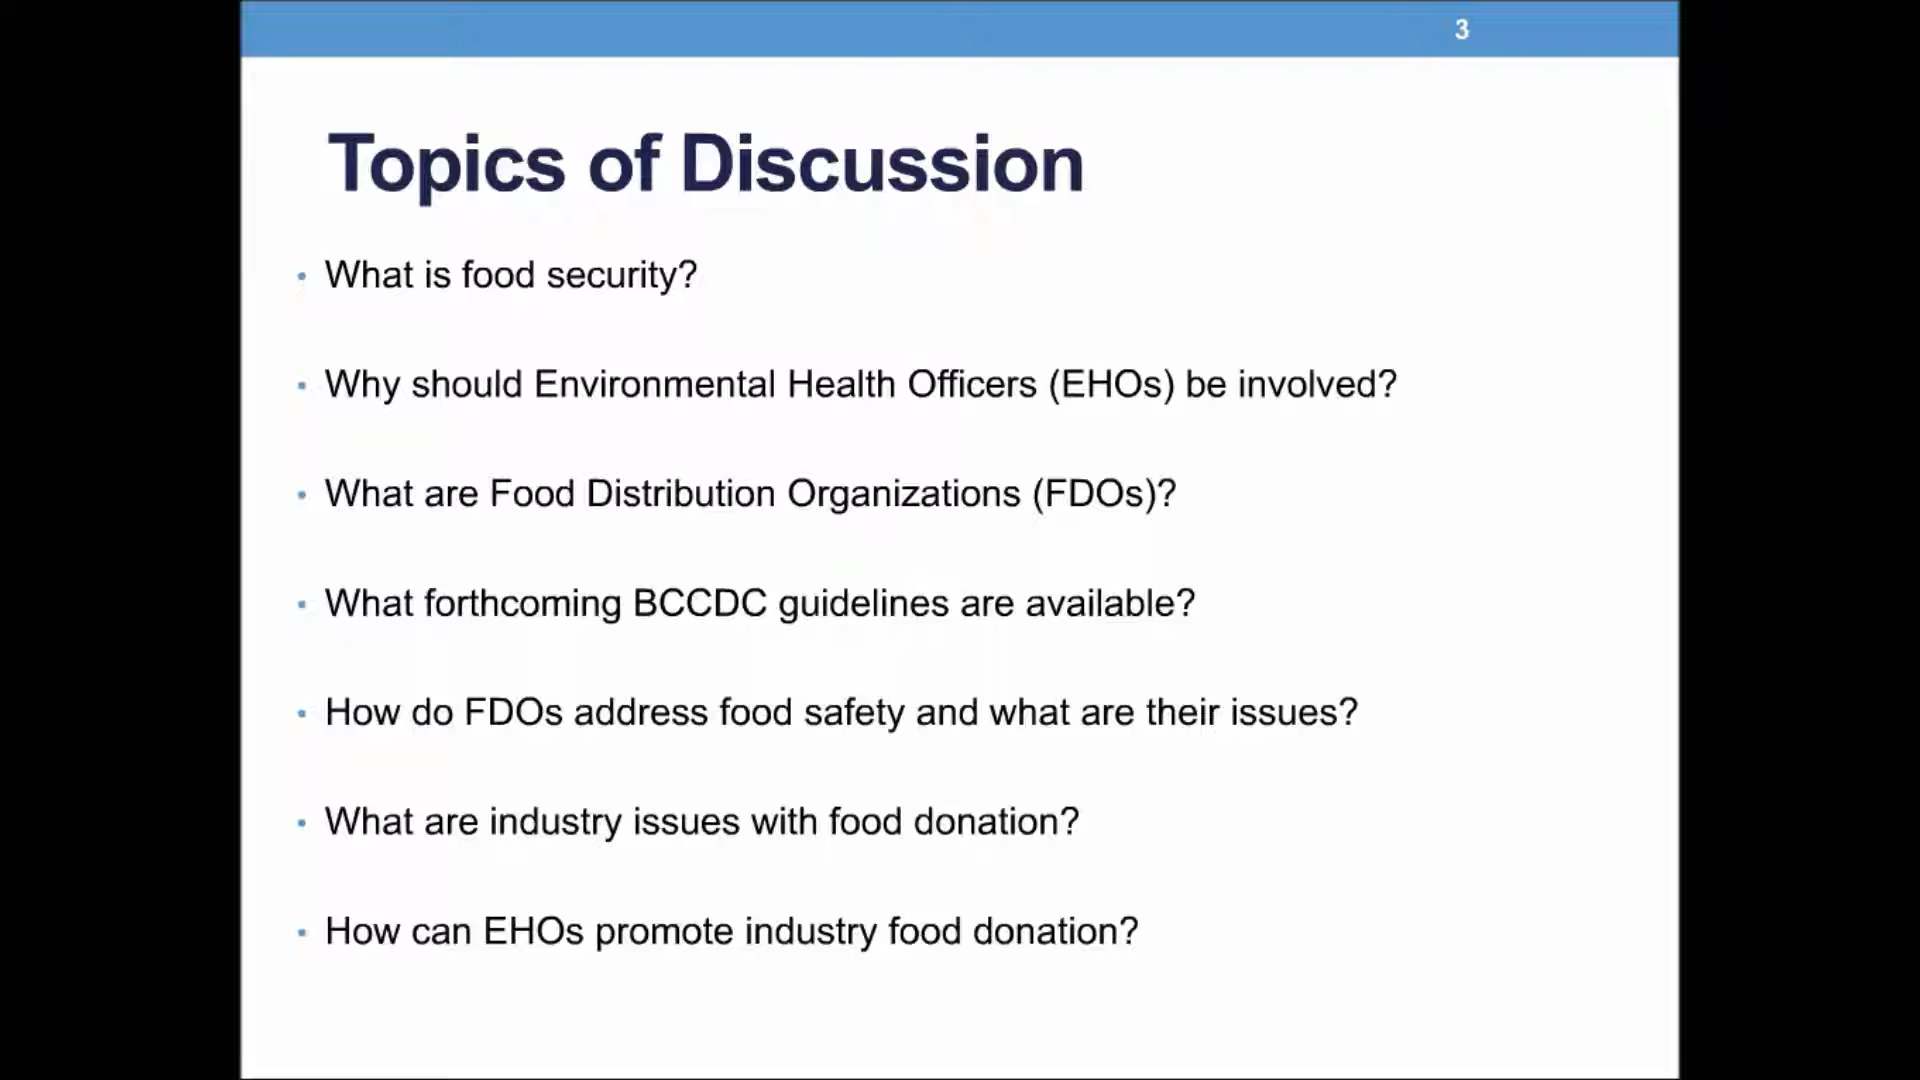 3
Topics of Discussion
• What is food security?
• Why should Environmental Health Officers (EHOs) be involved?
• What are Food Distribution Organizations (FDOs)?
• What forthcoming BCCDC guidelines are available?
• How do FDOs address food safety and what are their issues?
• What are industry issues with food donation?
• How can EHOs promote industry food donation?